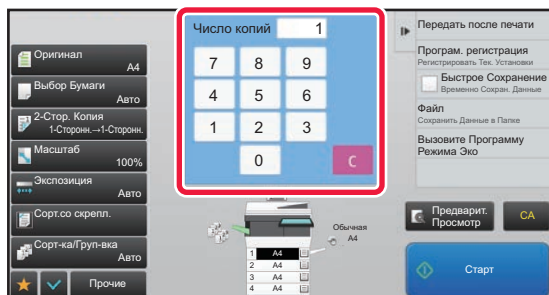 Число копий 1
7 8 9
4 5 6
1 2 3
0 C
Оригинал
A4
Выбор Бумаги
Авто
2-Стор. Копия
1-Сторонн.→1-Сторонн.
Масштаб
100%
Экспозиция
Авто
Сорт.со скрепл.
Сорт-ка/Груп-вка
Авто
Прочие
Обычная
A4
1 A4
2 A4
3 A4
4 A4
Передать после печати
Програм. регистрация
Регистрировать Тек. Установки
Быстрое Сохранение
Временно Сохран. Данные
Файл
Сохранить Данные в Папке
Вызовите Программу
Режима Эко
Предварит.
Просмотр
CA
Старт